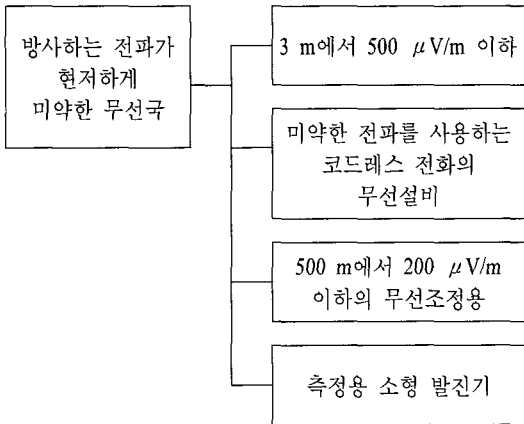 방사하는 전파가
현저하게
미약한 무선국
3 m에서 500 μV/m 이하
미약한 전파를 사용하는
코드레스 전화의
무선설비
500 m에서 200 μV/m
이하의 무선조정용
측정용 소형 발진기